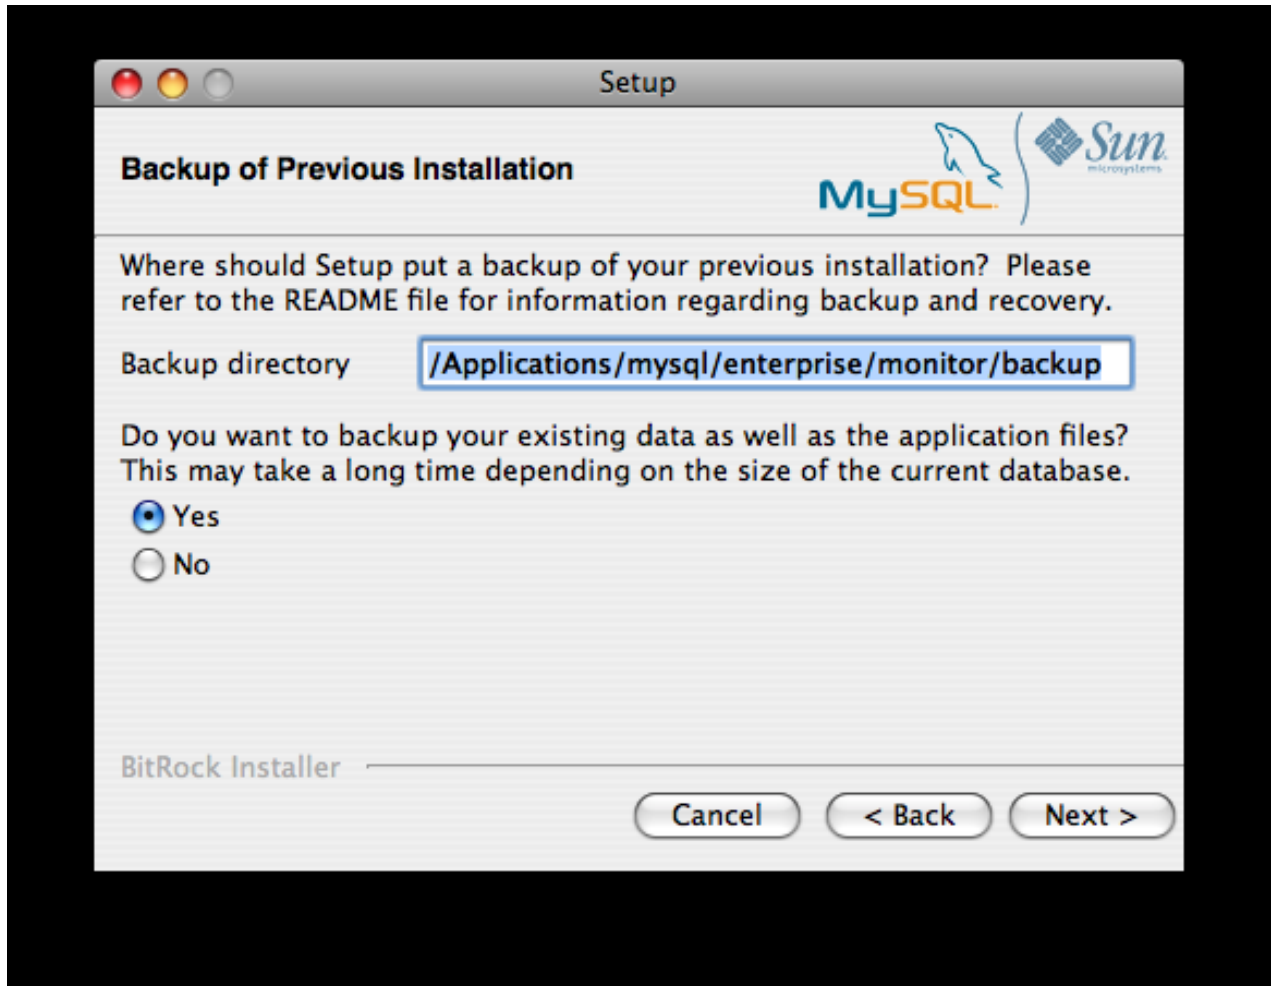 Setup
Backup of Previous Installation
MySQL.
Sun
microsystems
Where should Setup put a backup of your previous installation?  Please
refer to the README file for information regarding backup and recovery.
Backup directory /Applications/mysql/enterprise/monitor/backup
Do you want to backup your existing data as well as the application files?
This may take a long time depending on the size of the current database.
Yes
No
BitRock Installer
Cancel < Back Next >